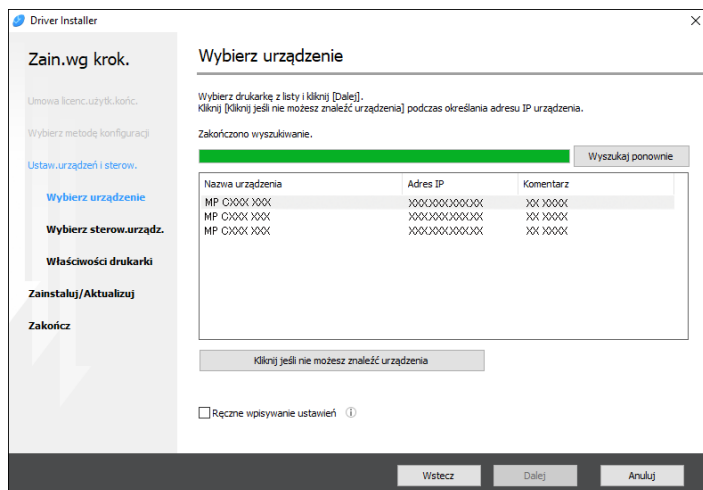 Driver Installer
Zain.wg krok.
Umowa licenc.użytk.końc.
Wybierz metodę konfiguracji
Ustaw.urządzeń i sterow.
Wybierz urządzenie
Wybierz sterow.urządz.
Właściwości drukarki
Zainstaluj/Aktualizuj
Zakończ
Wybierz urządzenie
Wybierz drukarkę z listy i kliknij [Dalej].
Kliknij [Kliknij jeśli nie możesz znaleźć urządzenia] podczas określania adresu IP urządzenia.
Zakończono wyszukiwanie.
Wyszukaj ponownie
Nazwa urządzenia Adres IP Komentarz
MP CXXX XXX XXX.XXX.XXX.XX XX XXXX
MP CXXX XXX XXX.XXX.XXX.XX XX XXXX
MP CXXX XXX XXX.XXX.XXX.XX XX XXXX
Kliknij jeśli nie możesz znaleźć urządzenia
Ręczne wpisywanie ustawień
Wstecz Dalej Anuluj